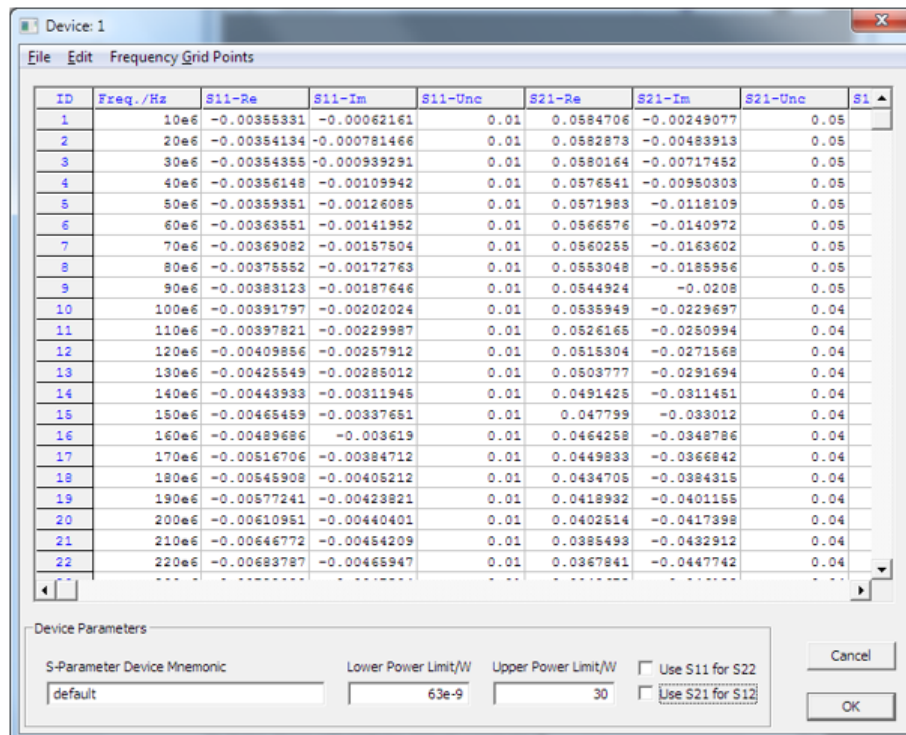 Device: 1
File Edit Frequency Grid Points
ID Freq./Hz S11-Re S11-Im S11-Unc S21-Re S21-Im S21-Unc S1
1 10e6 -0.00355331 -0.00062161 0.01 0.0584706 -0.00249077 0.05
2 20e6 -0.00354134 -0.000781466 0.01 0.0582873 -0.00483913 0.05
3 30e6 -0.00354355 -0.000939291 0.01 0.0580164 -0.00717452 0.05
4 40e6 -0.00356148 -0.00109942 0.01 0.0576541 -0.00950303 0.05
5 50e6 -0.00359351 -0.00126085 0.01 0.0571983 -0.0118109 0.05
6 60e6 -0.00363551 -0.00141952 0.01 0.0566576 -0.0140972 0.05
7 70e6 -0.00369082 -0.00157504 0.01 0.0560255 -0.0163602 0.05
8 80e6 -0.00375552 -0.00172763 0.01 0.0553048 -0.0185956 0.05
9 90e6 -0.00383123 -0.00187646 0.01 0.0544924 -0.0208 0.05
10 100e6 -0.00391797 -0.00202024 0.01 0.0535949 -0.0229697 0.04
11 110e6 -0.00397821 -0.00229987 0.01 0.0526165 -0.0250994 0.04
12 120e6 -0.00409856 -0.00257912 0.01 0.0515304 -0.0271568 0.04
13 130e6 -0.00425549 -0.00285012 0.01 0.0503777 -0.0291694 0.04
14 140e6 -0.00443933 -0.00311945 0.01 0.0491425 -0.0311451 0.04
15 150e6 -0.00465459 -0.00337651 0.01 0.047799 -0.033012 0.04
16 160e6 -0.00489686 -0.003619 0.01 0.0464258 -0.0348786 0.04
17 170e6 -0.00516706 -0.00384712 0.01 0.0449833 -0.0366842 0.04
18 180e6 -0.00545908 -0.00405212 0.01 0.0434705 -0.0384315 0.04
19 190e6 -0.00577241 -0.00423821 0.01 0.0418932 -0.0401155 0.04
20 200e6 -0.00610951 -0.00440401 0.01 0.0402514 -0.0417398 0.04
21 210e6 -0.00646772 -0.00454209 0.01 0.0385493 -0.0432912 0.04
22 220e6 -0.00683787 -0.00465947 0.01 0.0367841 -0.0447742 0.04
Device Parameters
S-Parameter Device Mnemonic Lower Power Limit/W Upper Power Limit/W Use S11 for S22 Cancel
default 63e-9 30 Use S21 for S12 OK